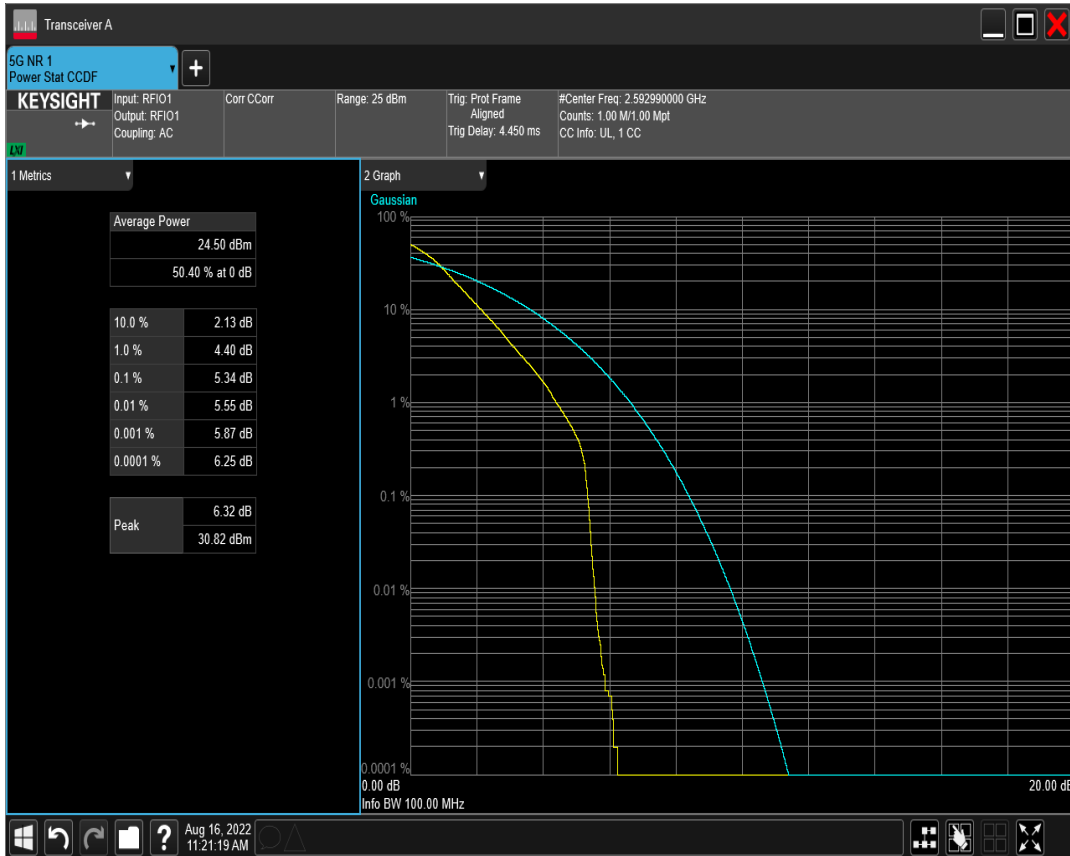 Transceiver A
5G NR 1
Power Stat CCDF
KEYSIGHT
LXI
Input: RFIO1
Output: RFIO1
Coupling: AC
Corr CCorr
Range: 25 dBm
Trig: Prot Frame
Aligned
Trig Delay: 4.450 ms
#Center Freq: 2.592990000 GHz
Counts: 1.00 M/1.00 Mpt
CC Info: UL, 1 CC
1 Metrics
Average Power
24.50 dBm
50.40 % at 0 dB
10.0 % 2.13 dB
1.0 % 4.40 dB
0.1 % 5.34 dB
0.01 % 5.55 dB
0.001 % 5.87 dB
0.0001 % 6.25 dB
Peak 6.32 dB
30.82 dBm
2 Graph
Gaussian
100 %
10 %
1 %
0.1 %
0.01 %
0.001 %
0.0001 %
0.00 dB 20.00 dB
Info BW 100.00 MHz
? Aug 16, 2022
11:21:19 AM